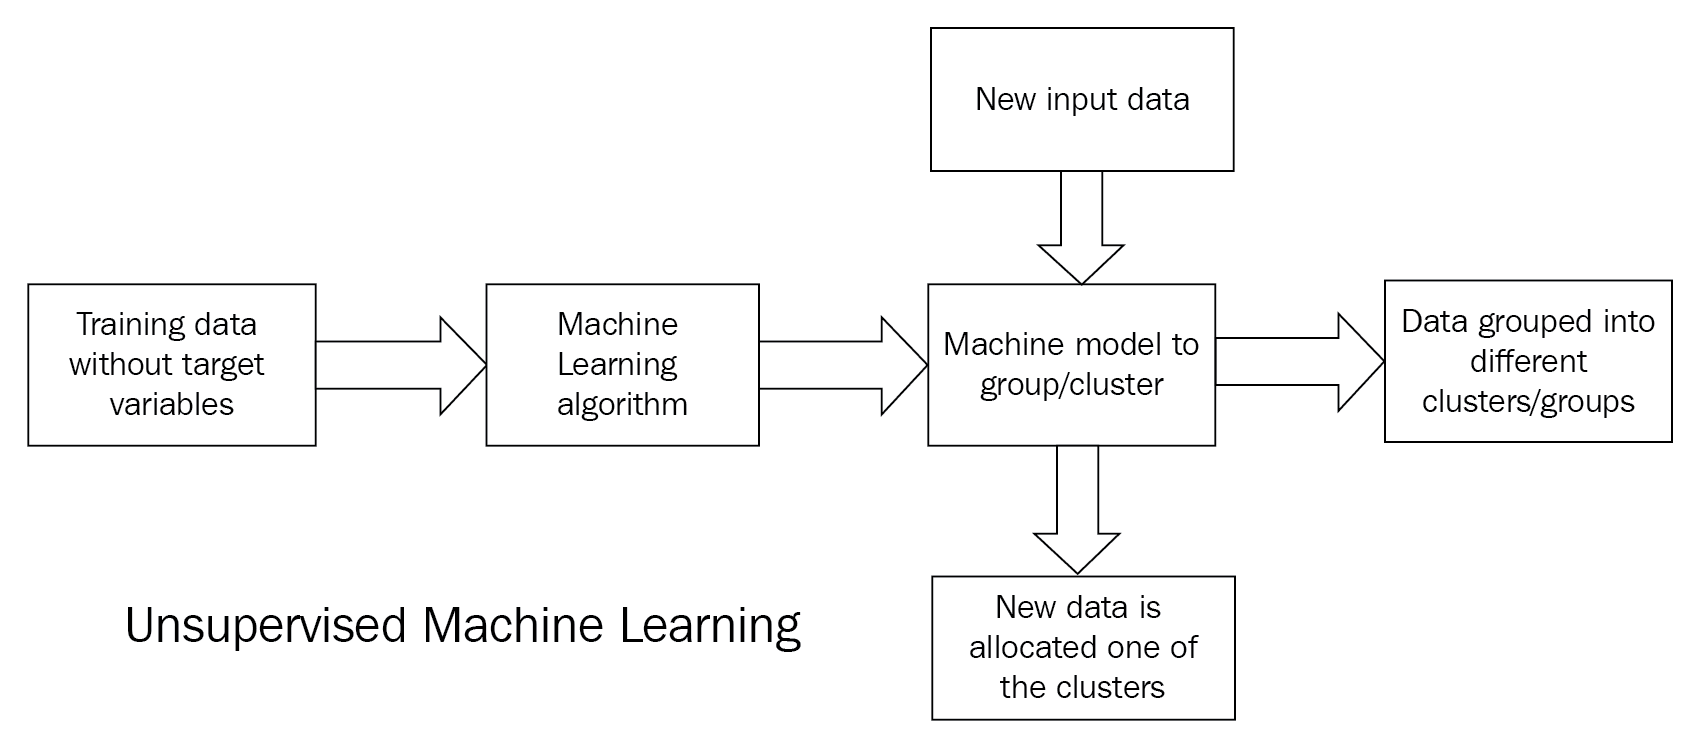 New input data
Training data
without target
variables
Machine
Learning
algorithm
Machine model to
group/cluster
Data grouped into
different
clusters/groups
New data is
allocated one of
the clusters
Unsupervised Machine Learning